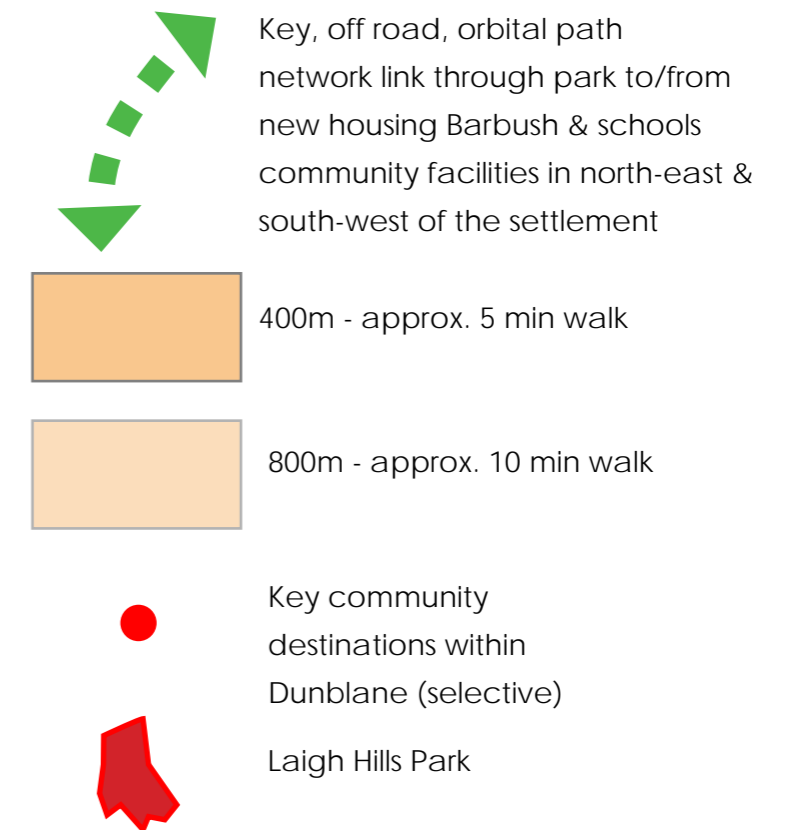 Key, off road, orbital path
network link through park to/from
new housing Barbush & schools
community facilities in north-east &
south-west of the settlement
400m - approx. 5 min walk
800m - approx. 10 min walk
Key community
destinations within
Dunblane (selective)
Laigh Hills Park